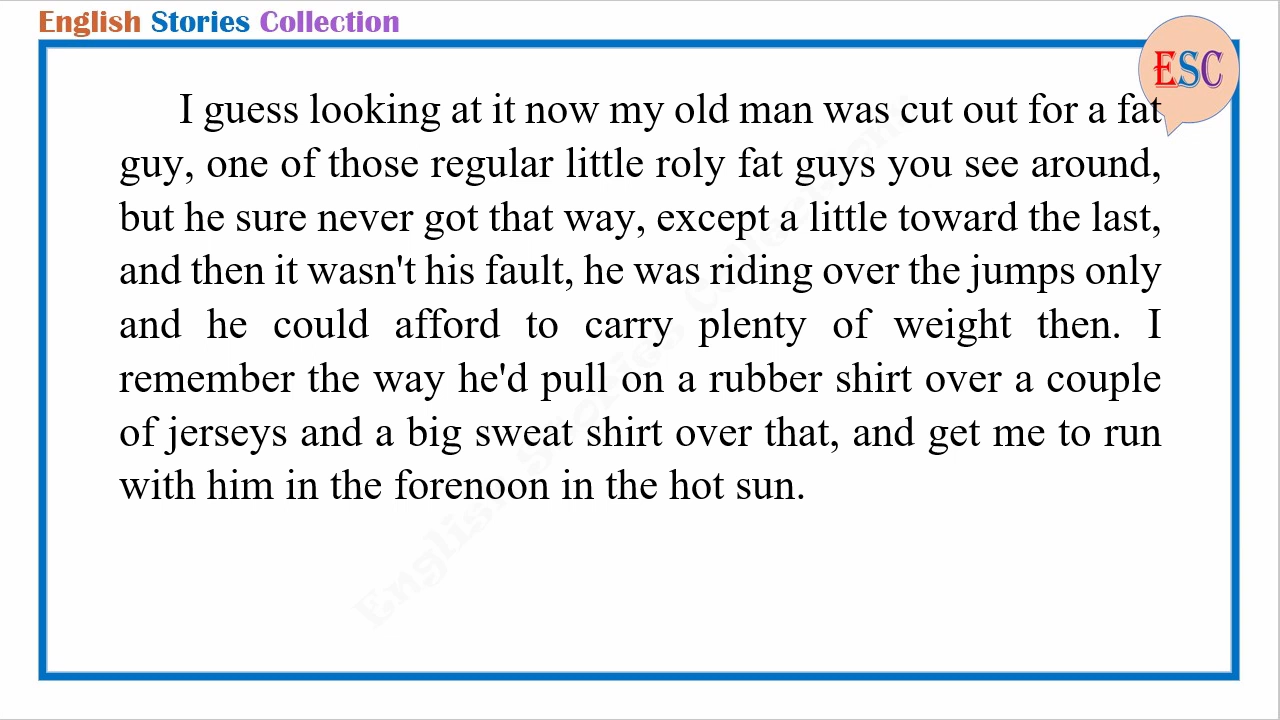 English Stories Collection
ESC
I guess looking at it now my old man was cut out for a fat
guy, one of those regular little roly fat guys you see around,
but he sure never got that way, except a little toward the last,
and then it wasn't his fault, he was riding over the jumps only
and he could afford to carry plenty of weight then. I
remember the way he'd pull on a rubber shirt over a couple
of jerseys and a big sweat shirt over that, and get me to run
with him in the forenoon in the hot sun.
English Stories Collection